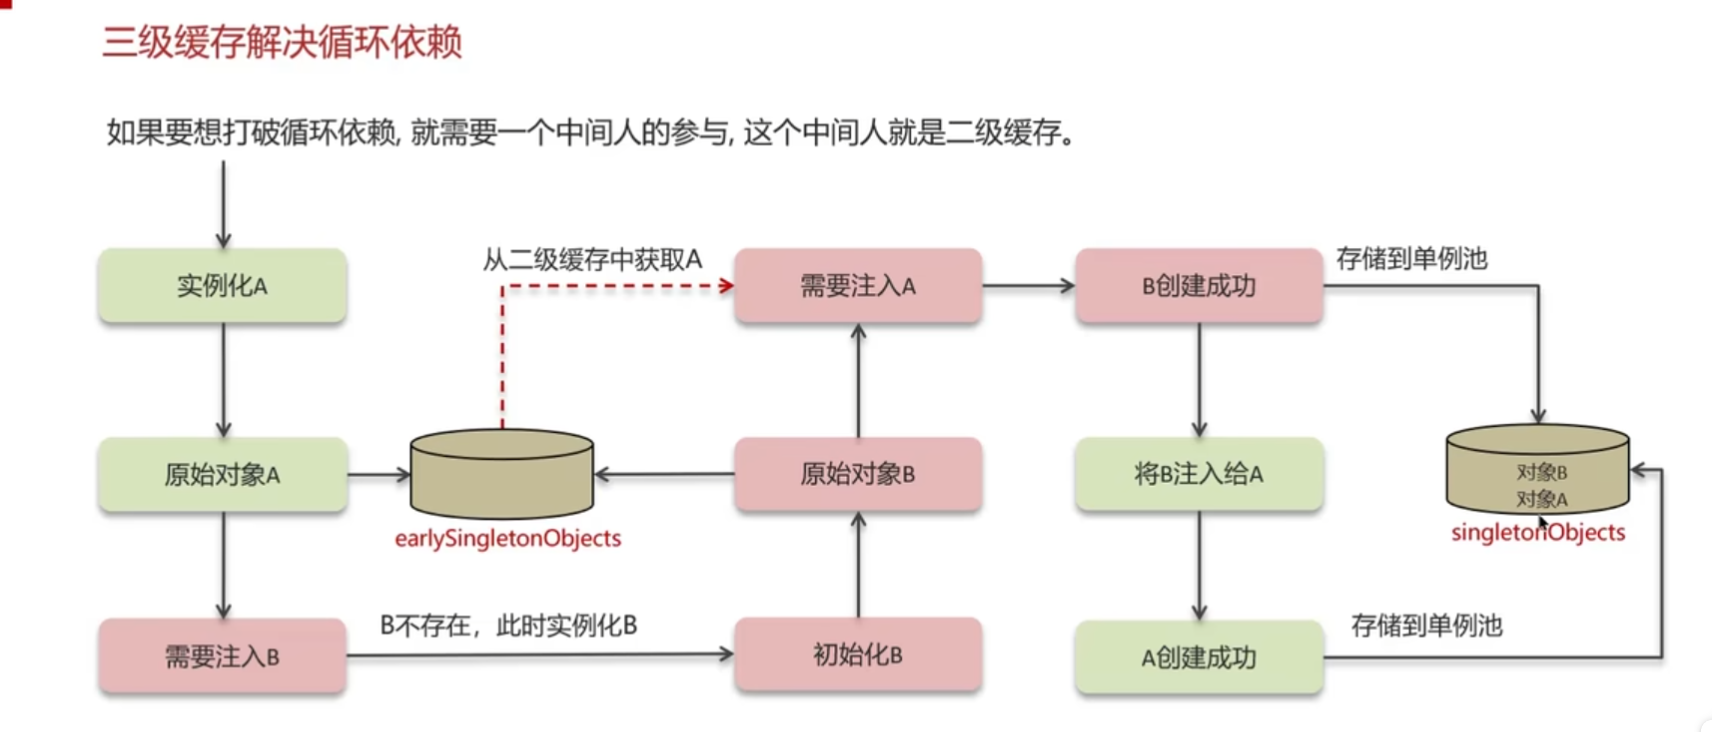 三级缓存解决循环依赖
如果要想打破循环依赖, 就需要一个中间人的参与, 这个中间人就是二级缓存。
实例化A
从二级缓存中获取A
需要注入A
B创建成功
存储到单例池
原始对象A
earlySingletonObjects
原始对象B
将B注入给A
对象B
对象A
singletonObjects
需要注入B
B不存在，此时实例化B
初始化B
A创建成功
存储到单例池